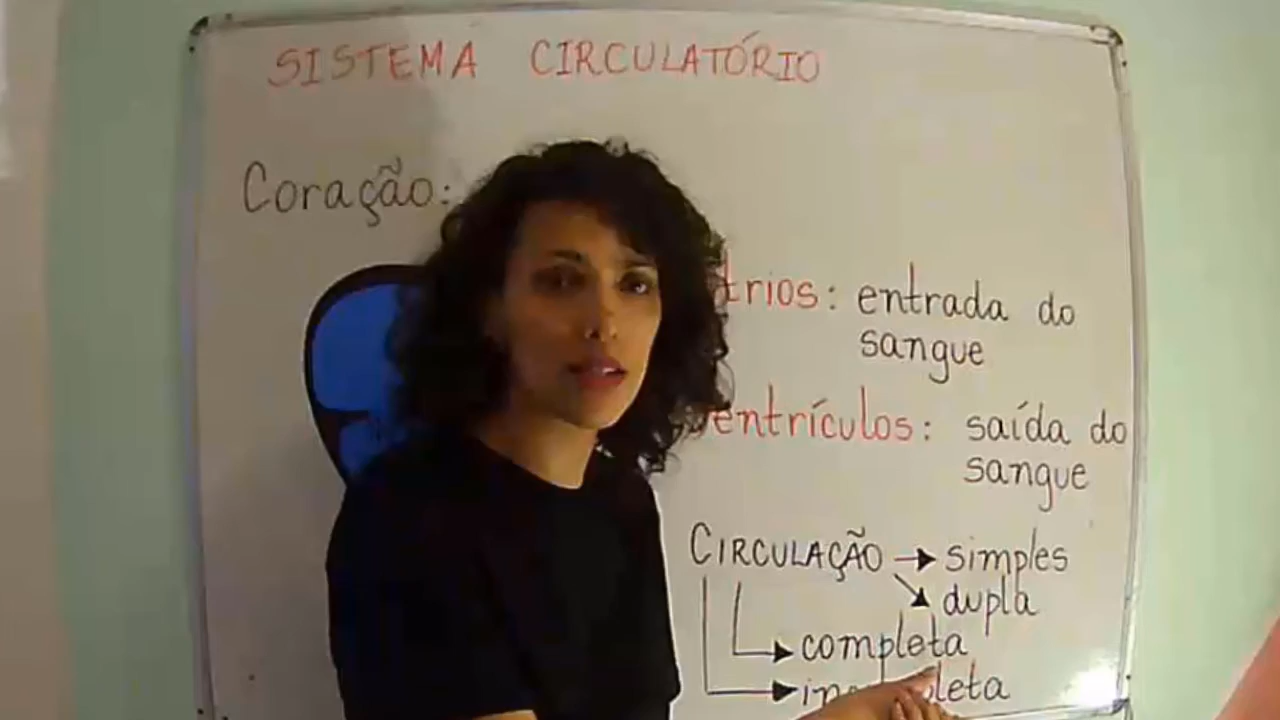 SISTEMA CIRCULATÓRIO
Coração:
trios: entrada do
sangue
entrículos: saída do
sangue
CIRCULAÇÃO → simples
dupla
completa